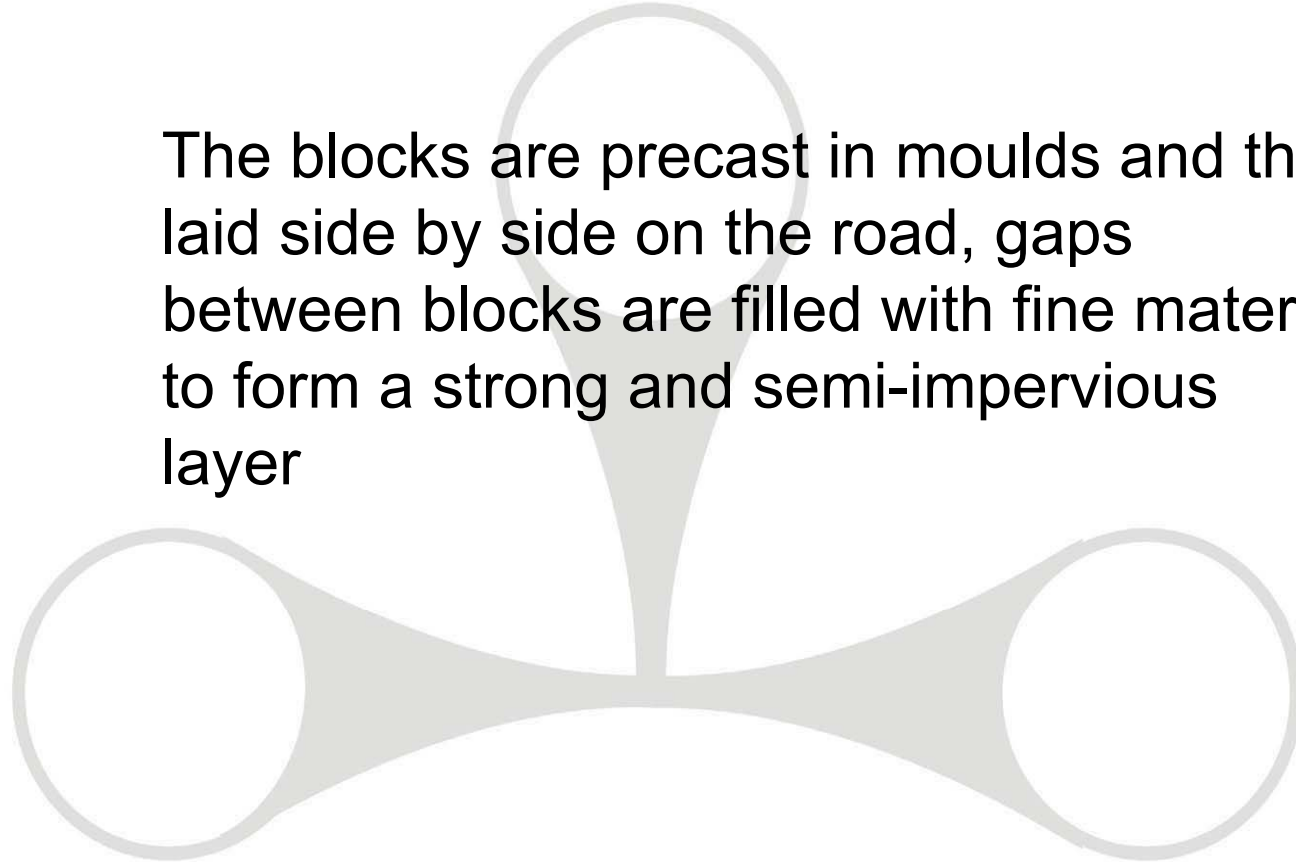 The blocks are precast in moulds and th
laid side by side on the road, gaps
between blocks are filled with fine mater
to form a strong and semi-impervious
layer